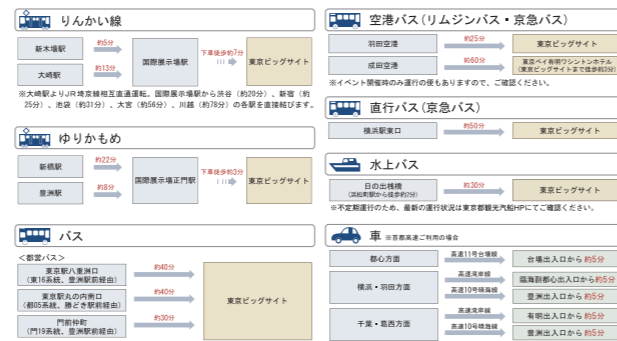 りんかい線
新木場駅
約5分
大崎駅
約13分
国際展示場駅
下車徒歩約7分
東京ビッグサイト
※大崎駅よりJR埼京線相互直通運転。国際展示場駅から渋谷（約20分）、新宿（約
25分）、池袋（約31分）、大宮（約56分）、川越（約78分）の各駅を直接結びます。
ゆりかもめ
新橋駅
約22分
豊洲駅
約8分
国際展示場正門駅
下車徒歩約3分
東京ビッグサイト
バス
＜都営バス＞
東京駅八重洲口
（東16系統、豊洲駅前経由）
約40分
東京駅丸の内南口
（都05系統、勝どき駅前経由）
約40分
門前仲町
（門19系統、豊洲駅前経由）
約30分
東京ビッグサイト
空港バス（リムジンバス・京急バス）
羽田空港
約25分
東京ビッグサイト
成田空港
約60分
東京ベイ有明ワシントンホテル
（東京ビッグサイトまで徒歩約3分）
※イベント開催時のみ運行の便もありますので、ご確認ください。
直行バス（京急バス）
横浜駅東口
約50分
東京ビッグサイト
水上バス
日の出桟橋
（浜松町駅から徒歩約2分）
約30分
東京ビッグサイト
※不定期運行のため、最新の運行状況は東京都観光汽船HPにてご確認ください。
車 ※首都高速ご利用の場合
都心方面
高速11号台場線
台場出入口から約5分
横浜・羽田方面
高速湾岸線
臨海副都心出入口から約5分
高速10号晴海線
豊洲出入口から約5分
千葉・葛西方面
高速湾岸線
有明出入口から約5分
高速10号晴海線
豊洲出入口から約5分